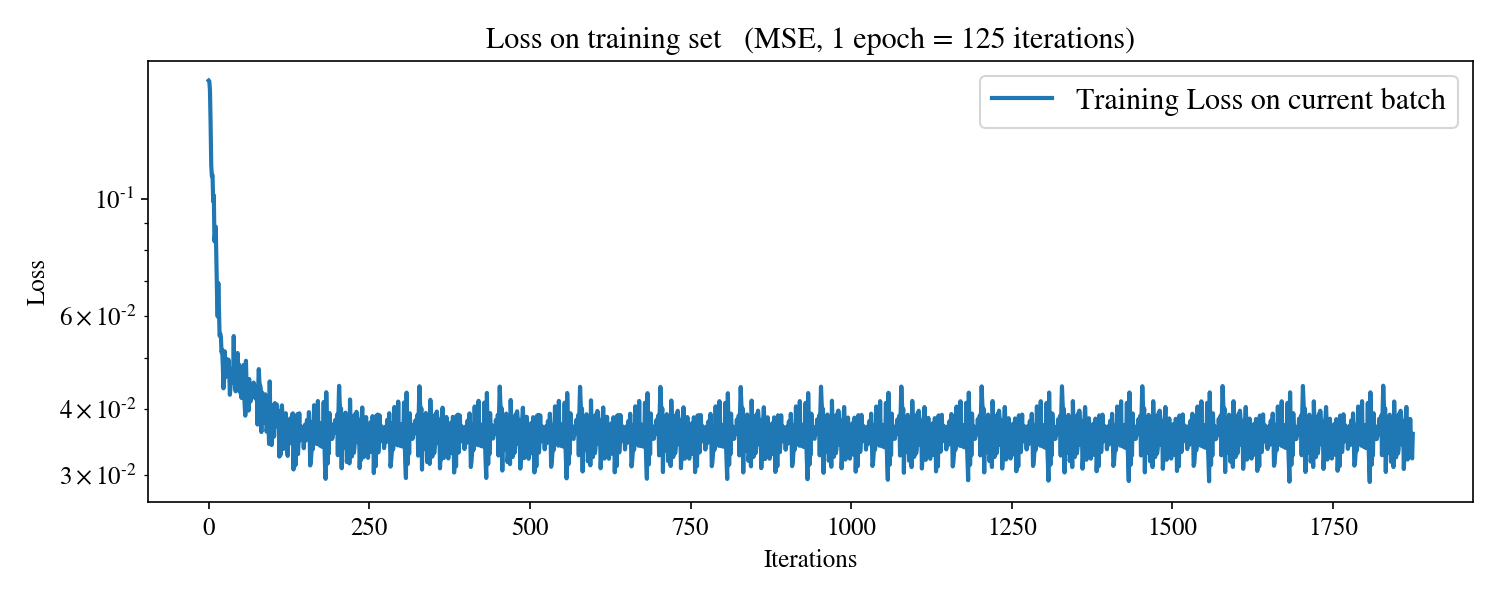 Loss on training set (MSE, 1 epoch = 125 iterations)
Training Loss on current batch
Loss
10⁻¹
6×10⁻²
4×10⁻²
3×10⁻²
0 250 500 750 1000 1250 1500 1750
Iterations